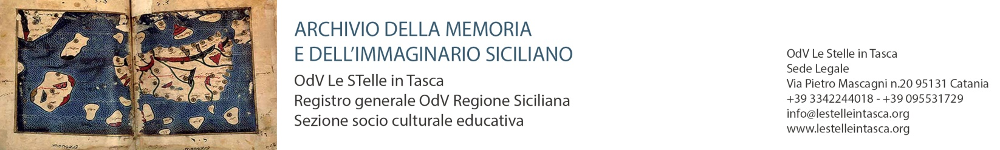 ARCHIVIO DELLA MEMORIA
E DELL'IMMAGINARIO SICILIANO
OdV Le STelle in Tasca
Registro generale OdV Regione Siciliana
Sezione socio culturale educativa
OdV Le Stelle in Tasca
Sede Legale
Via Pietro Mascagni n.20 95131 Catania
+39 3342244018 - +39 095531729
info@lestelleintasca.org
www.lestelleintasca.org